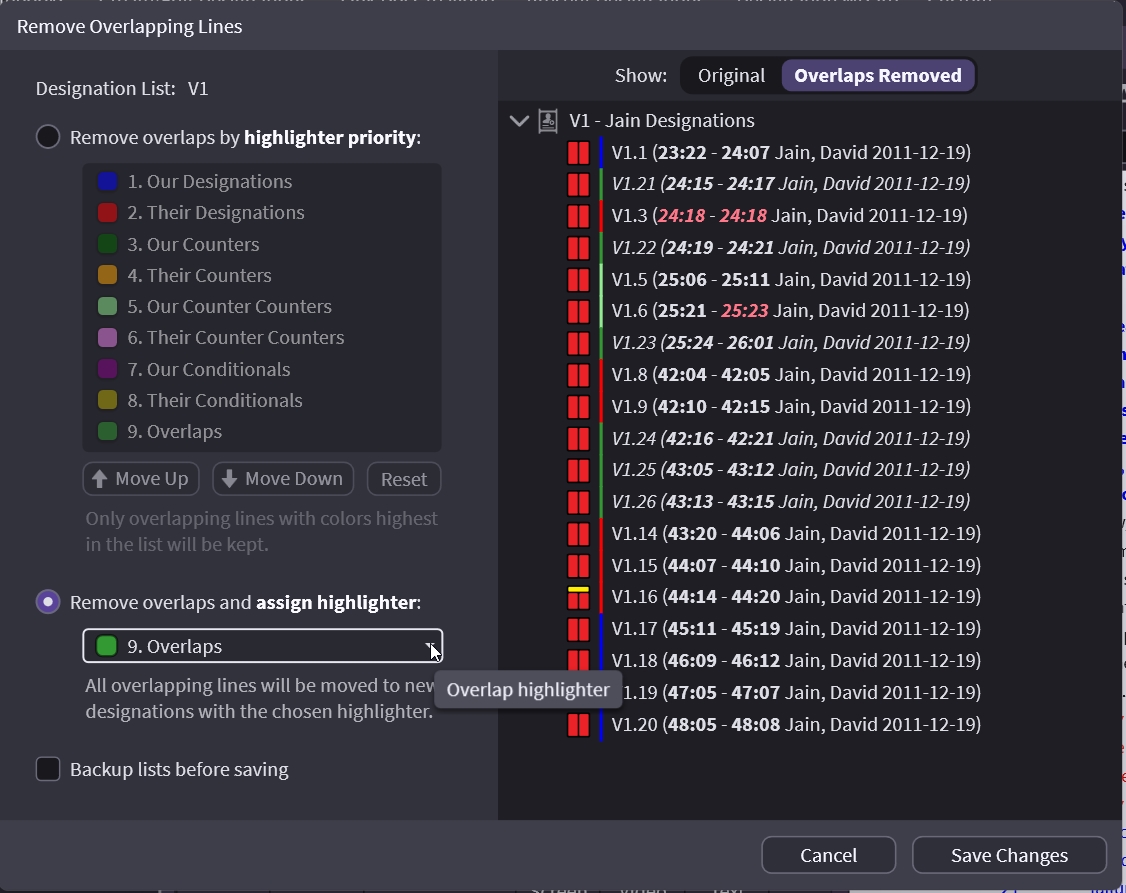 Remove Overlapping Lines
Designation List: V1
Remove overlaps by highlighter priority:
1. Our Designations
2. Their Designations
3. Our Counters
4. Their Counters
5. Our Counter Counters
6. Their Counter Counters
7. Our Conditionals
8. Their Conditionals
9. Overlaps
Move Up
Move Down
Reset
Only overlapping lines with colors highest
in the list will be kept.
Remove overlaps and assign highlighter:
9. Overlaps
All overlapping lines will be moved to new
designations with the chosen highlighter.
Overlap highlighter
Backup lists before saving
Show: Original Overlaps Removed
V1 - Jain Designations
V1.1 (23:22 - 24:07 Jain, David 2011-12-19)
V1.21 (24:15 - 24:17 Jain, David 2011-12-19)
V1.3 (24:18 - 24:18 Jain, David 2011-12-19)
V1.22 (24:19 - 24:21 Jain, David 2011-12-19)
V1.5 (25:06 - 25:11 Jain, David 2011-12-19)
V1.6 (25:21 - 25:23 Jain, David 2011-12-19)
V1.23 (25:24 - 26:01 Jain, David 2011-12-19)
V1.8 (42:04 - 42:05 Jain, David 2011-12-19)
V1.9 (42:10 - 42:15 Jain, David 2011-12-19)
V1.24 (42:16 - 42:21 Jain, David 2011-12-19)
V1.25 (43:05 - 43:12 Jain, David 2011-12-19)
V1.26 (43:13 - 43:15 Jain, David 2011-12-19)
V1.14 (43:20 - 44:06 Jain, David 2011-12-19)
V1.15 (44:07 - 44:10 Jain, David 2011-12-19)
V1.16 (44:14 - 44:20 Jain, David 2011-12-19)
V1.17 (45:11 - 45:19 Jain, David 2011-12-19)
V1.18 (46:09 - 46:12 Jain, David 2011-12-19)
1.19 (47:05 - 47:07 Jain, David 2011-12-19)
V1.20 (48:05 - 48:08 Jain, David 2011-12-19)
Cancel
Save Changes